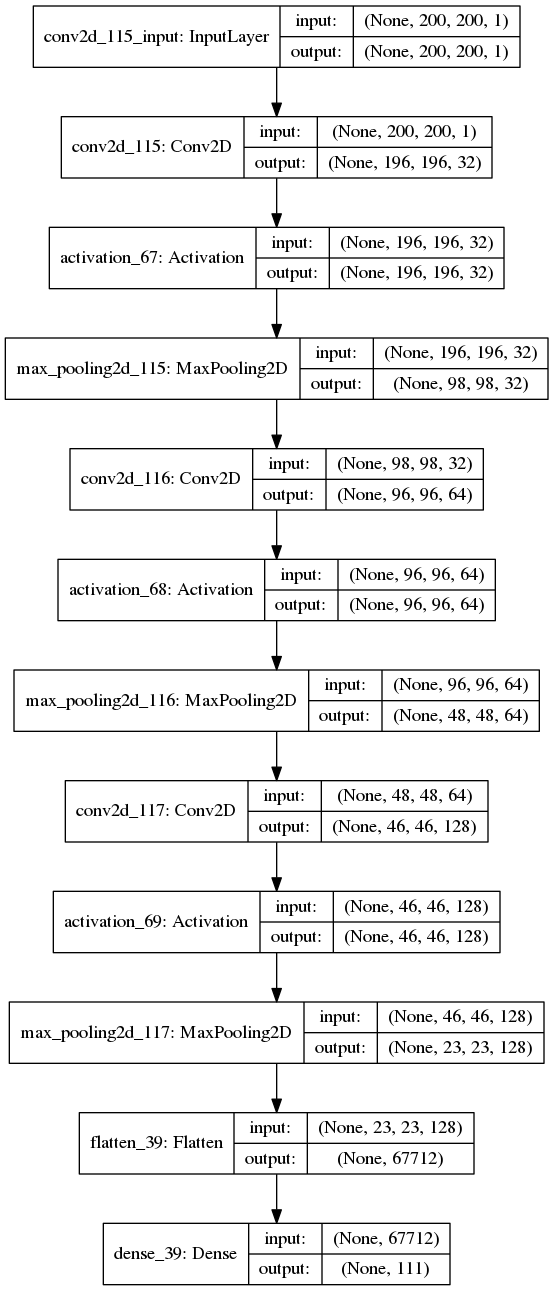 conv2d_115_input: InputLayer
input: (None, 200, 200, 1)
output: (None, 200, 200, 1)
conv2d_115: Conv2D
input: (None, 200, 200, 1)
output: (None, 196, 196, 32)
activation_67: Activation
input: (None, 196, 196, 32)
output: (None, 196, 196, 32)
max_pooling2d_115: MaxPooling2D
input: (None, 196, 196, 32)
output: (None, 98, 98, 32)
conv2d_116: Conv2D
input: (None, 98, 98, 32)
output: (None, 96, 96, 64)
activation_68: Activation
input: (None, 96, 96, 64)
output: (None, 96, 96, 64)
max_pooling2d_116: MaxPooling2D
input: (None, 96, 96, 64)
output: (None, 48, 48, 64)
conv2d_117: Conv2D
input: (None, 48, 48, 64)
output: (None, 46, 46, 128)
activation_69: Activation
input: (None, 46, 46, 128)
output: (None, 46, 46, 128)
max_pooling2d_117: MaxPooling2D
input: (None, 46, 46, 128)
output: (None, 23, 23, 128)
flatten_39: Flatten
input: (None, 23, 23, 128)
output: (None, 67712)
dense_39: Dense
input: (None, 67712)
output: (None, 111)